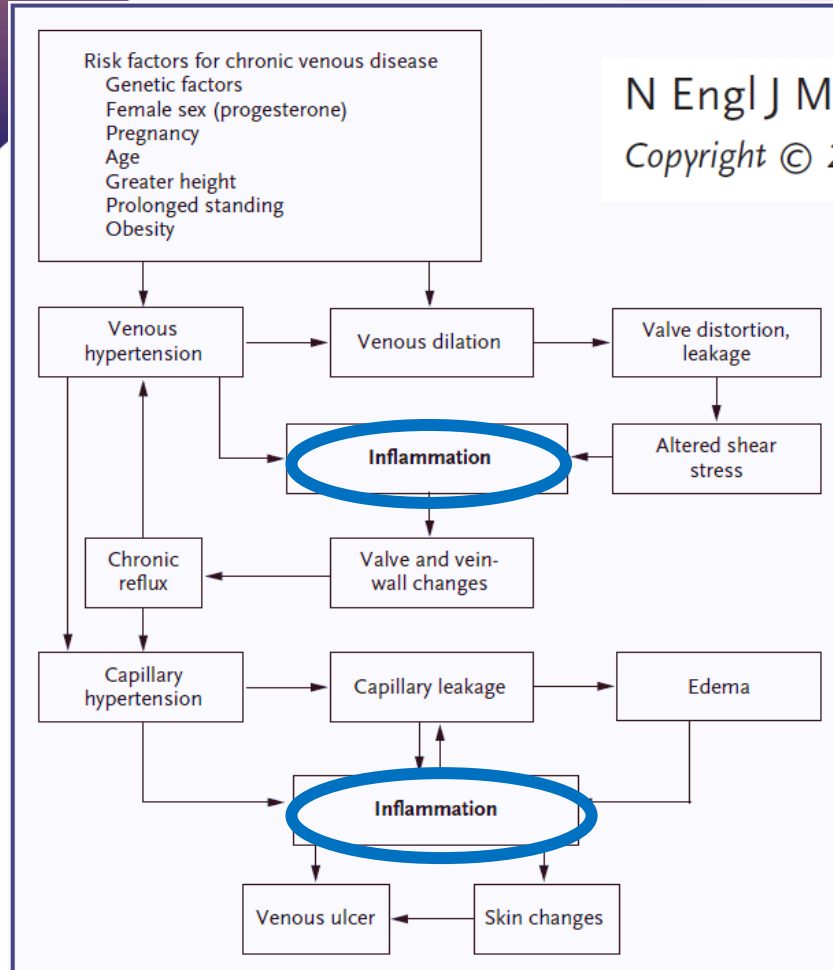 Risk factors for chronic venous disease
Genetic factors
Female sex (progesterone)
Pregnancy
Age
Greater height
Prolonged standing
Obesity
N Engl J M
Copyright ©
Venous
hypertension
Venous dilation
Valve distortion,
leakage
Inflammation
Altered shear
stress
Chronic
reflux
Valve and vein-
wall changes
Capillary
hypertension
Capillary leakage
Edema
Inflammation
Venous ulcer
Skin changes